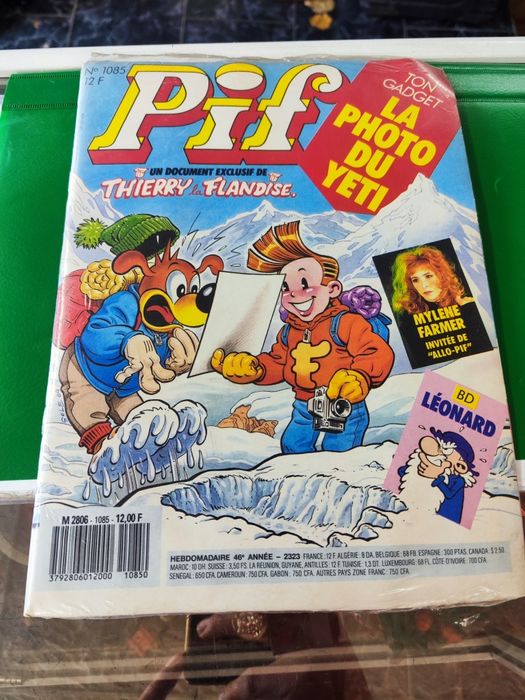 N° 1085
12 F
Pif
TON
GADGET
LA
PHOTO
DU
YETI
UN DOCUMENT EXCLUSIF DE
THIERRY la FLANDISE.
MYLENE
FARMER
INVITÉE DE
"ALLO-PIF"
BD
LÉONARD
F
M 2806 - 1085 - 12,00 F
3792806012000 10850
HEBDOMADAIRE 46e ANNÉE – 2323 FRANCE: 12 F. ALGÉRIE: 8 DA. BELGIQUE: 88 FB. ESPAGNE: 300 PTAS. CANADA: $ 2.50
MAROC: 10 DH. SUISSE: 3,50 FS. LA REUNION, GUYANE, ANTILLES: 12 F. TUNISIE: 1,3 DT. LUXEMBOURG: 68 FL. CÔTE D'IVOIRE: 700 CFA.
SENEGAL: 650 CFA. CAMEROUN: 750 CFA. GABON: 750 CFA. AUTRES PAYS ZONE FRANC: 750 CFA.